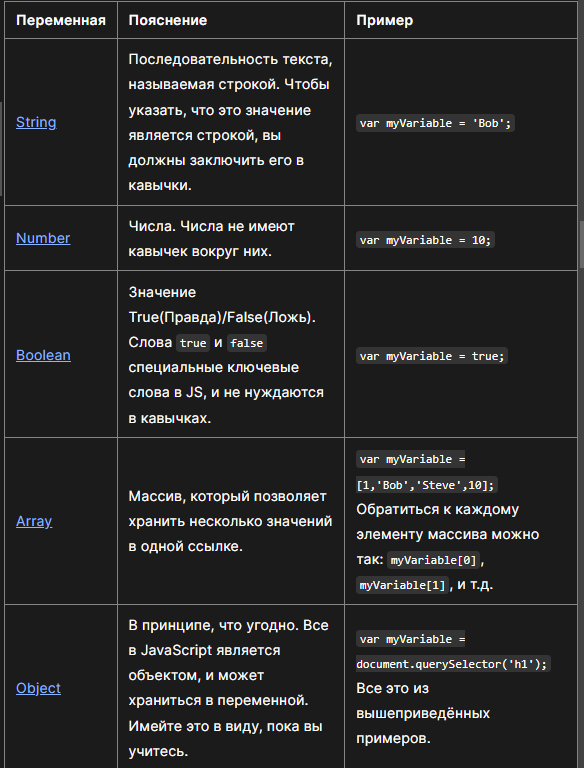 Переменная Пояснение Пример
String
Последовательность текста,
называемая строкой. Чтобы
указать, что это значение
является строкой, вы
должны заключить его в
кавычки.
var myVariable = 'Bob';
Number
Числа. Числа не имеют
кавычек вокруг них.
var myVariable = 10;
Boolean
Значение
True(Правда)/False(Ложь).
Слова true и false
специальные ключевые
слова в JS, и не нуждаются
в кавычках.
var myVariable = true;
Array
Массив, который позволяет
хранить несколько значений
в одной ссылке.
var myVariable =
[1,'Bob','Steve',10];
Обратиться к каждому
элементу массива можно
так: myVariable[0],
myVariable[1], и т.д.
Object
В принципе, что угодно. Все
в JavaScript является
объектом, и может
храниться в переменной.
Имейте это в виду, пока вы
учитесь.
var myVariable =
document.querySelector('h1');
Все это из
вышеприведённых
примеров.